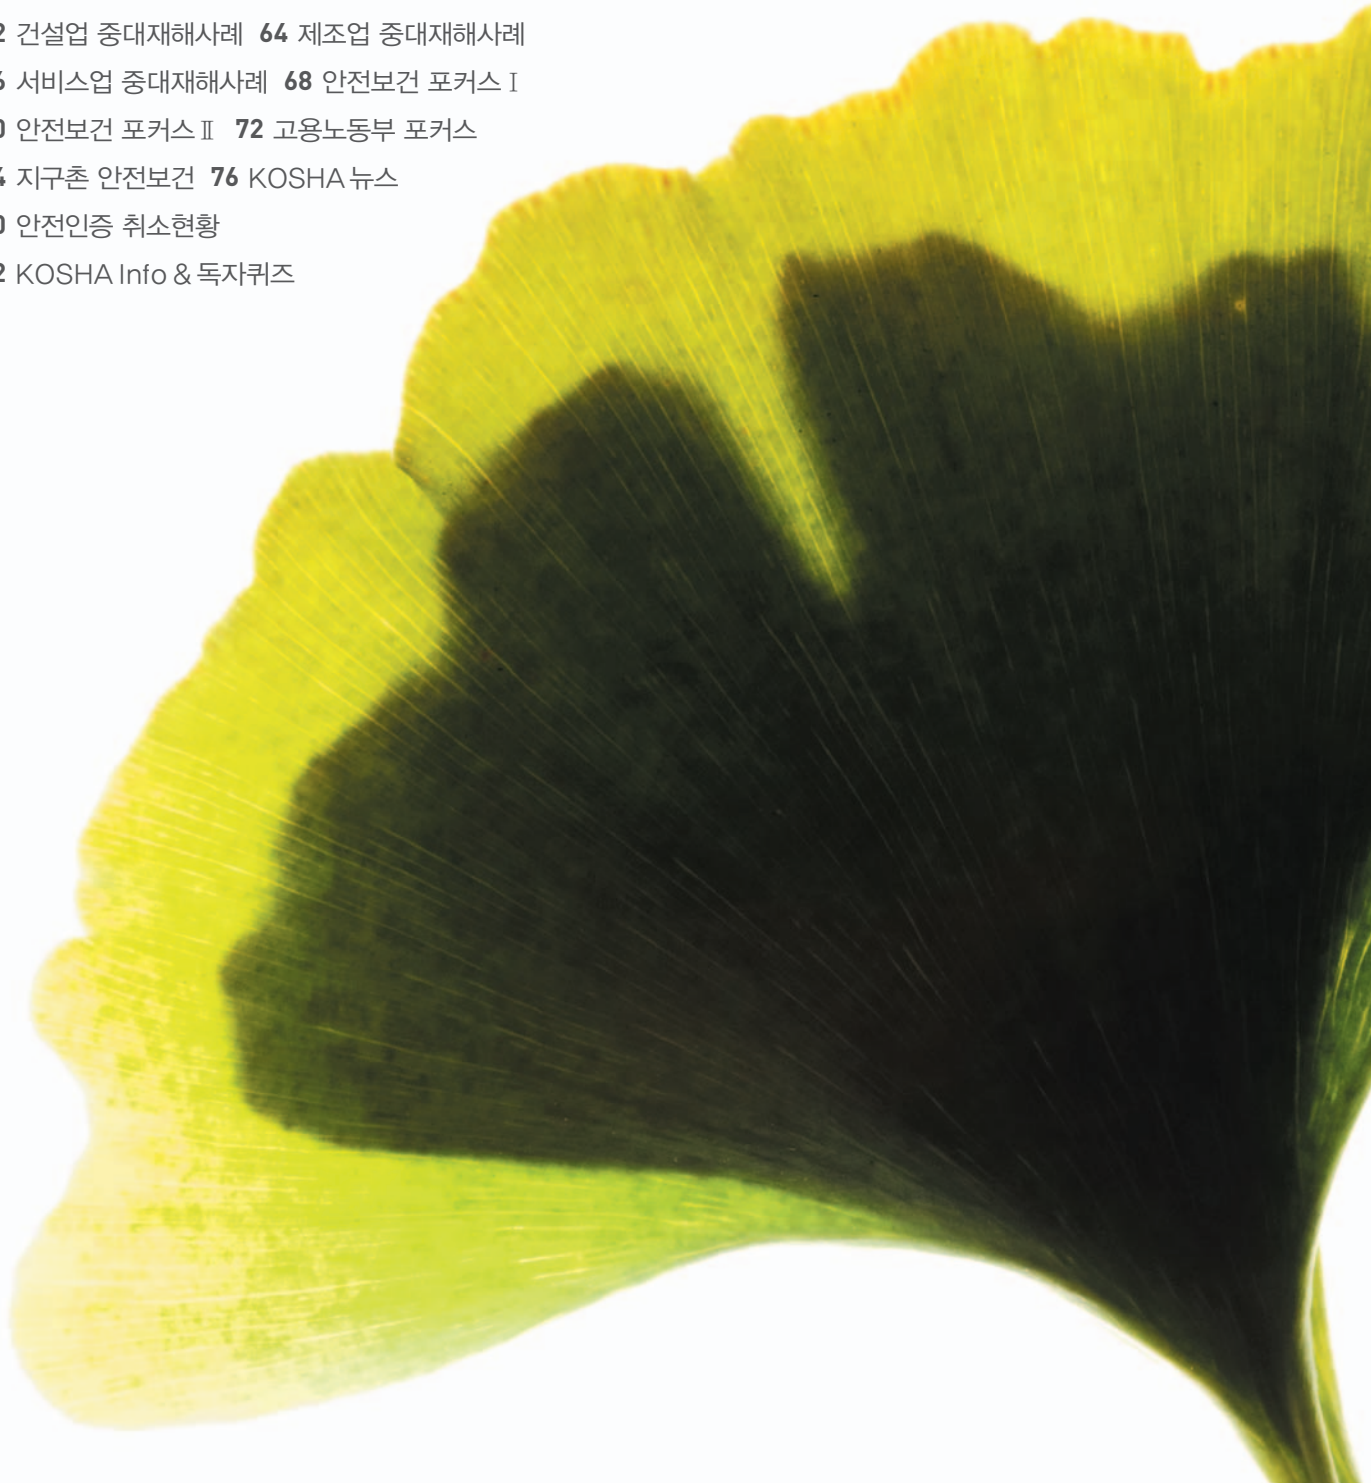 2 건설업 중대재해사례 64 제조업 중대재해사례
6 서비스업 중대재해사례 68 안전보건 포커스 Ⅰ
0 안전보건 포커스 Ⅱ 72 고용노동부 포커스
4 지구촌 안전보건 76 KOSHA 뉴스
0 안전인증 취소현황
2 KOSHA Info & 독자퀴즈